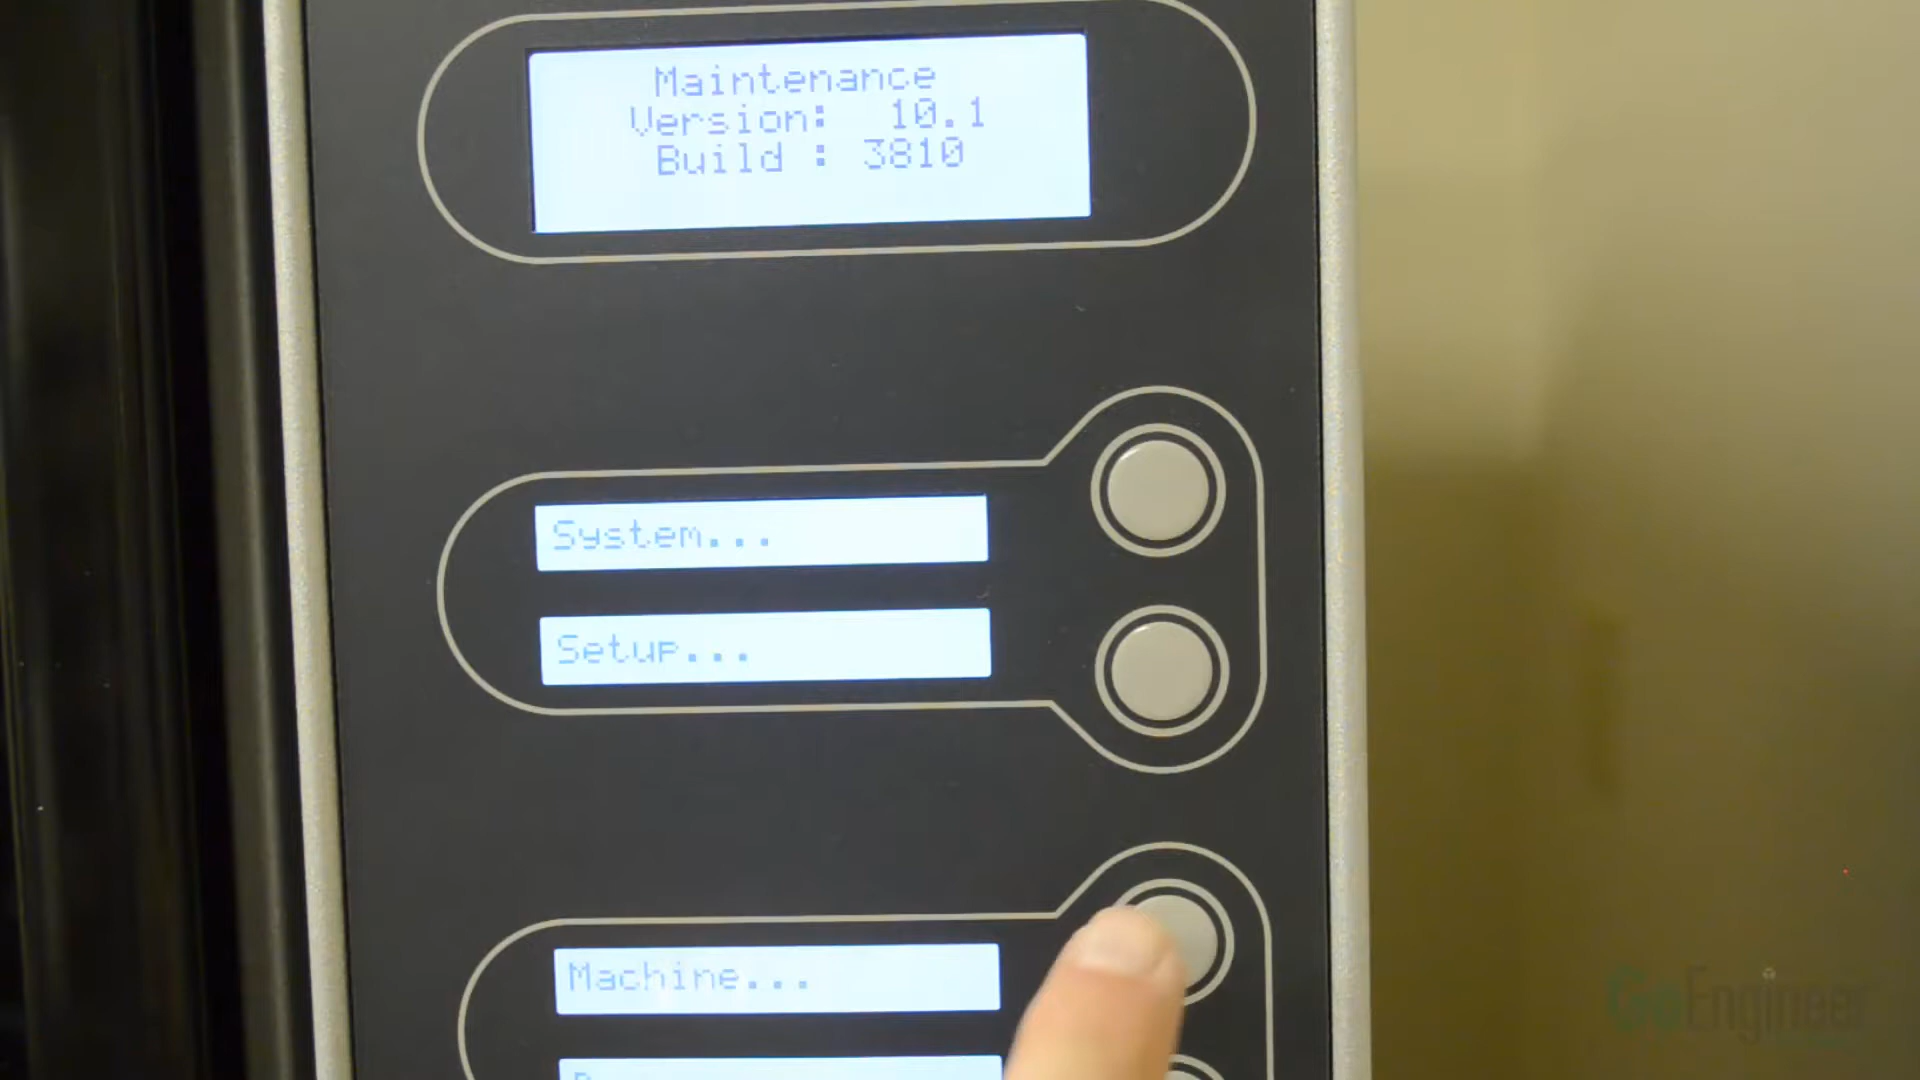 Maintenance
Version: 10.1
Build : 3810
System...
Setup...
Machine...
GoEngineer